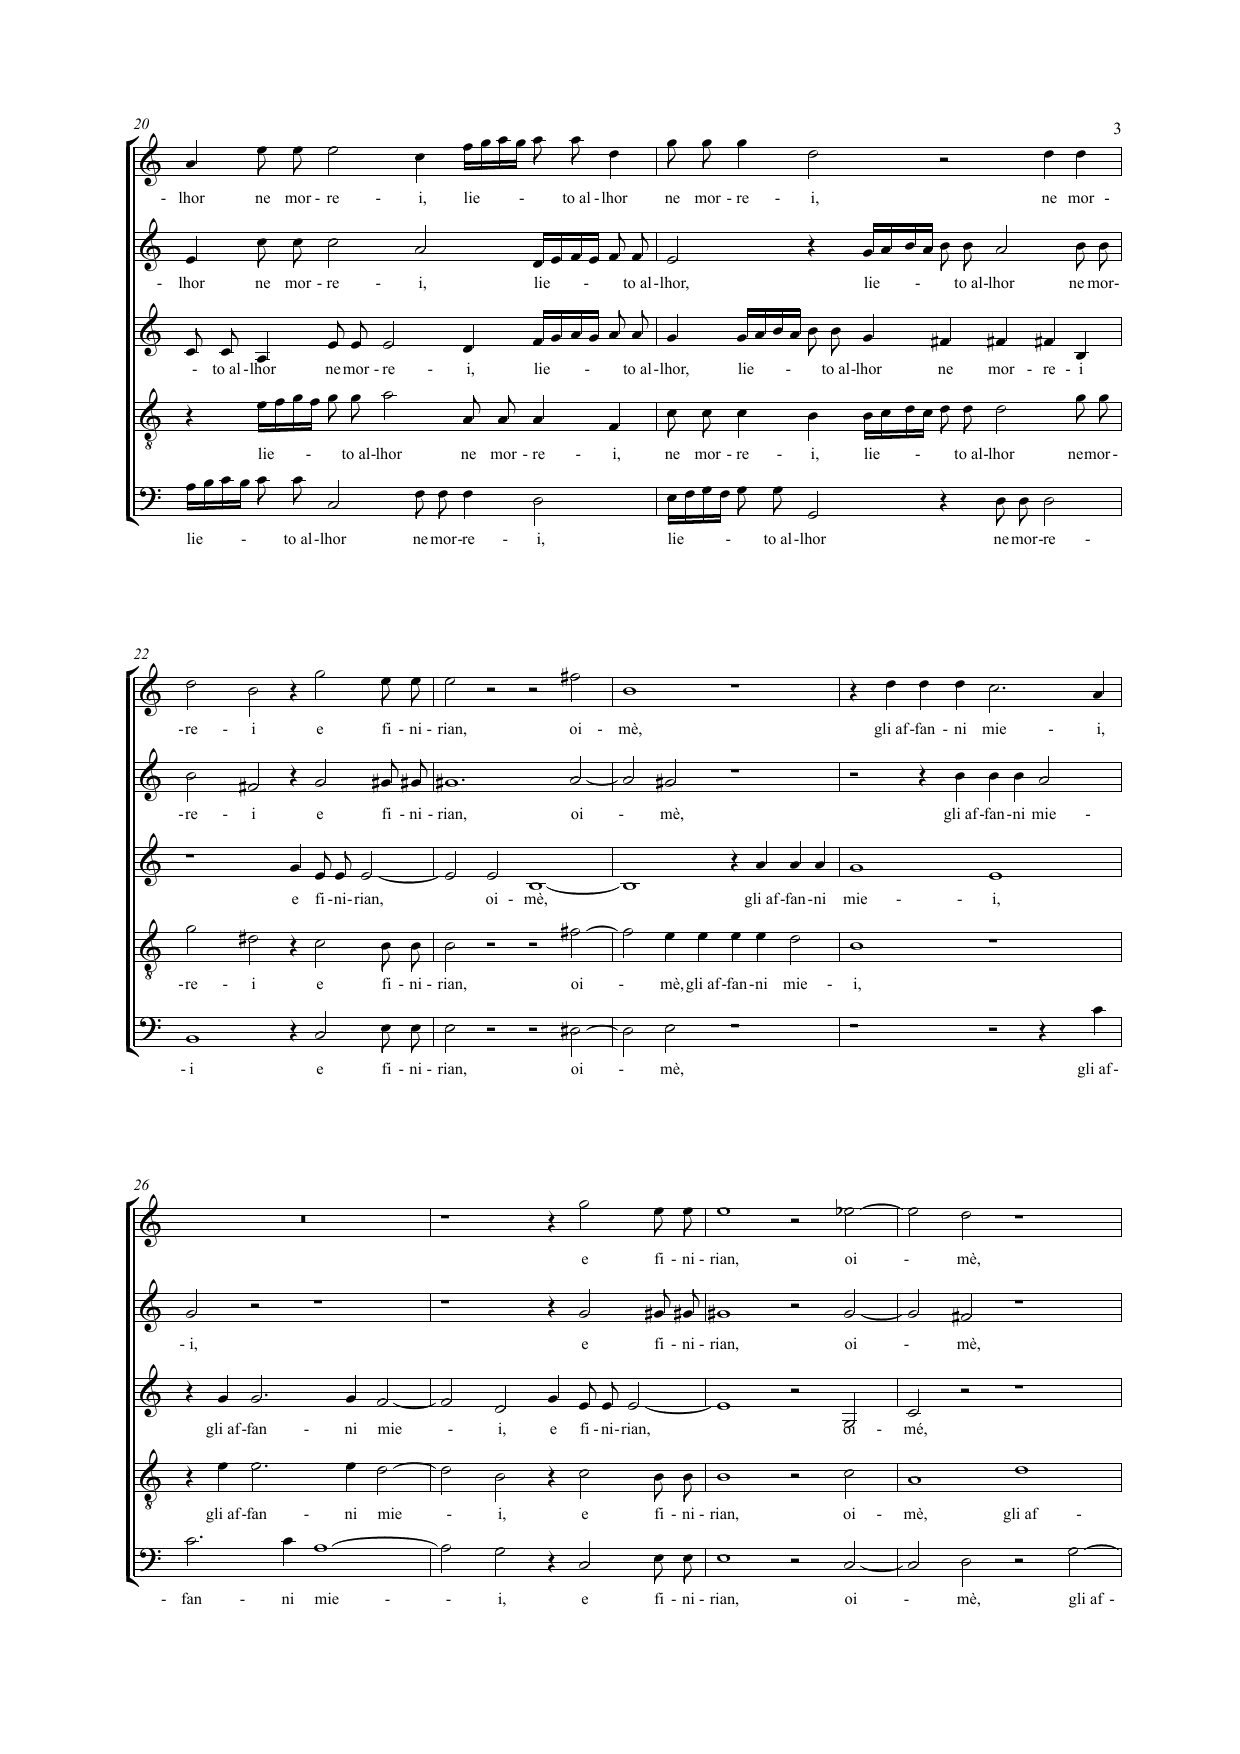 20
3
- lhor ne mor - re - i, lie - to al - lhor ne mor - re - i, ne mor -
- lhor ne mor - re - i, lie - to al - lhor, lie - to al - lhor ne mor -
- to al - lhor ne mor - re - i, lie - to al - lhor, lie - to al - lhor ne mor - re - i
lie - to al - lhor ne mor - re - i, ne mor - re - i, lie - to al - lhor ne mor -
lie - to al - lhor ne mor - re - i, lie - to al - lhor ne mor - re -
22
- re - i e fi - ni - rian, oi - mè, gli af - fan - ni mie - i,
- re - i e fi - ni - rian, oi - mè, gli af - fan - ni mie -
e fi - ni - rian, oi - mè, gli af - fan - ni mie - - i,
- re - i e fi - ni - rian, oi - mè, gli af - fan - ni mie - i,
- i e fi - ni - rian, oi - mè, gli af -
26
e fi - ni - rian, oi - mè,
- i, e fi - ni - rian, oi - mè,
gli af - fan - ni mie - i, e fi - ni - rian, oi - mé,
gli af - fan - ni mie - i, e fi - ni - rian, oi - mè, gli af -
- fan - ni mie - - i, e fi - ni - rian, oi - mè, gli af -